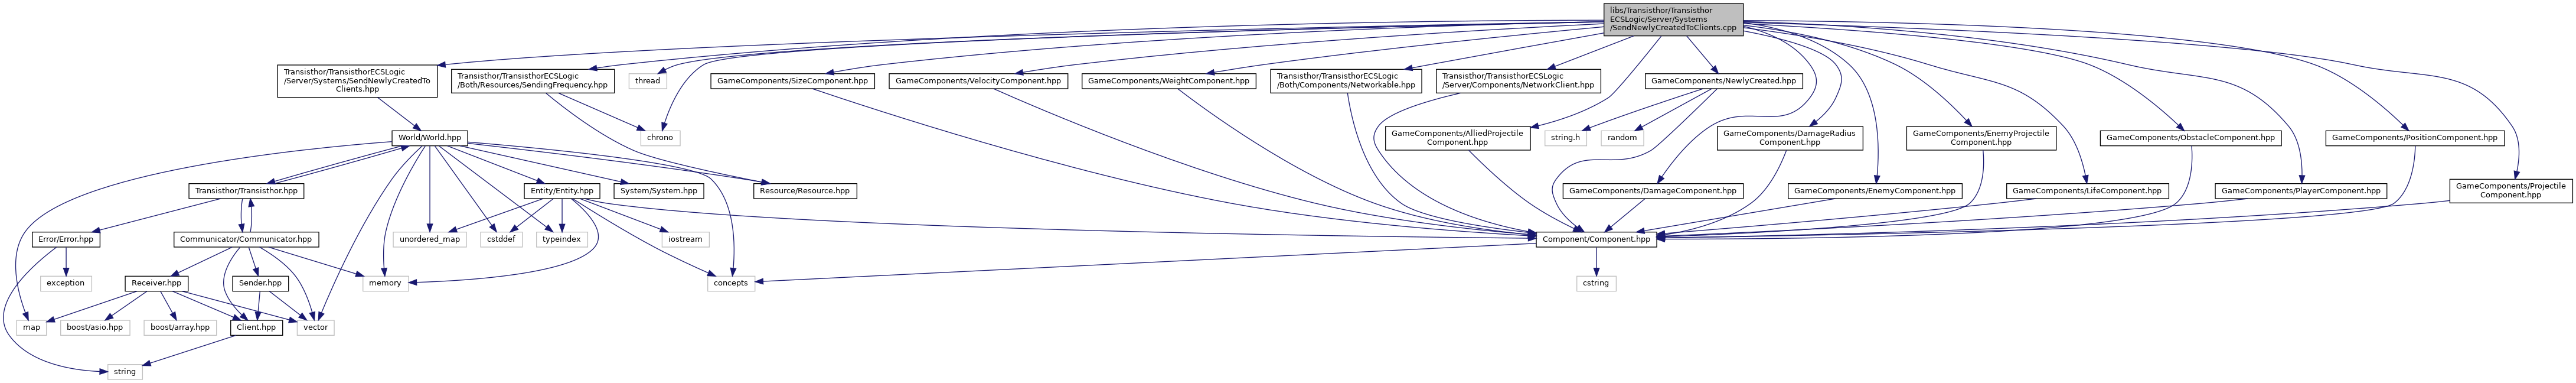 libs/Transisthor/Transisthor
ECSLogic/Server/Systems
/SendNewlyCreatedToClients.cpp
Transisthor/TransisthorECSLogic
/Server/Systems/SendNewlyCreatedTo
Clients.hpp
Transisthor/TransisthorECSLogic
/Both/Resources/SendingFrequency.hpp
thread
GameComponents/SizeComponent.hpp
GameComponents/VelocityComponent.hpp
GameComponents/WeightComponent.hpp
Transisthor/TransisthorECSLogic
/Both/Components/Networkable.hpp
Transisthor/TransisthorECSLogic
/Server/Components/NetworkClient.hpp
GameComponents/NewlyCreated.hpp
World/World.hpp
chrono
GameComponents/AlliedProjectile
Component.hpp
string.h
random
GameComponents/DamageRadius
Component.hpp
GameComponents/EnemyProjectile
Component.hpp
GameComponents/ObstacleComponent.hpp
GameComponents/PositionComponent.hpp
Transisthor/Transisthor.hpp
Entity/Entity.hpp
System/System.hpp
Resource/Resource.hpp
GameComponents/DamageComponent.hpp
GameComponents/EnemyComponent.hpp
GameComponents/LifeComponent.hpp
GameComponents/PlayerComponent.hpp
GameComponents/Projectile
Component.hpp
Error/Error.hpp
Communicator/Communicator.hpp
unordered_map
cstddef
typeindex
iostream
Component/Component.hpp
exception
Receiver.hpp
Sender.hpp
memory
concepts
cstring
map
boost/asio.hpp
boost/array.hpp
Client.hpp
vector
string